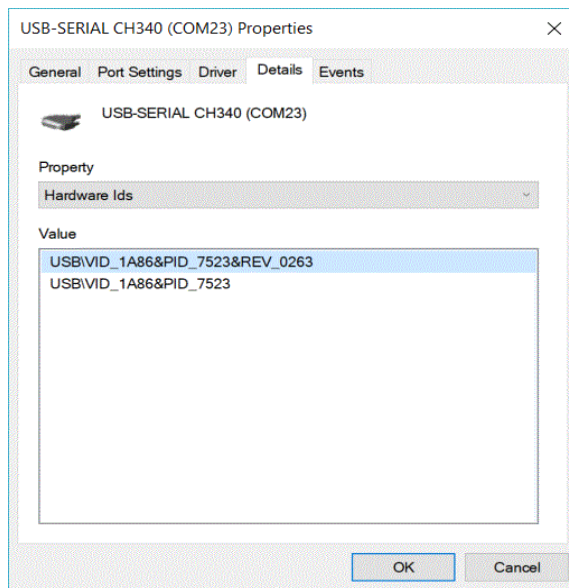 USB-SERIAL CH340 (COM23) Properties
General Port Settings Driver Details Events
USB-SERIAL CH340 (COM23)
Property
Hardware Ids
Value
USB\VID_1A86&PID_7523&REV_0263
USB\VID_1A86&PID_7523
OK Cancel